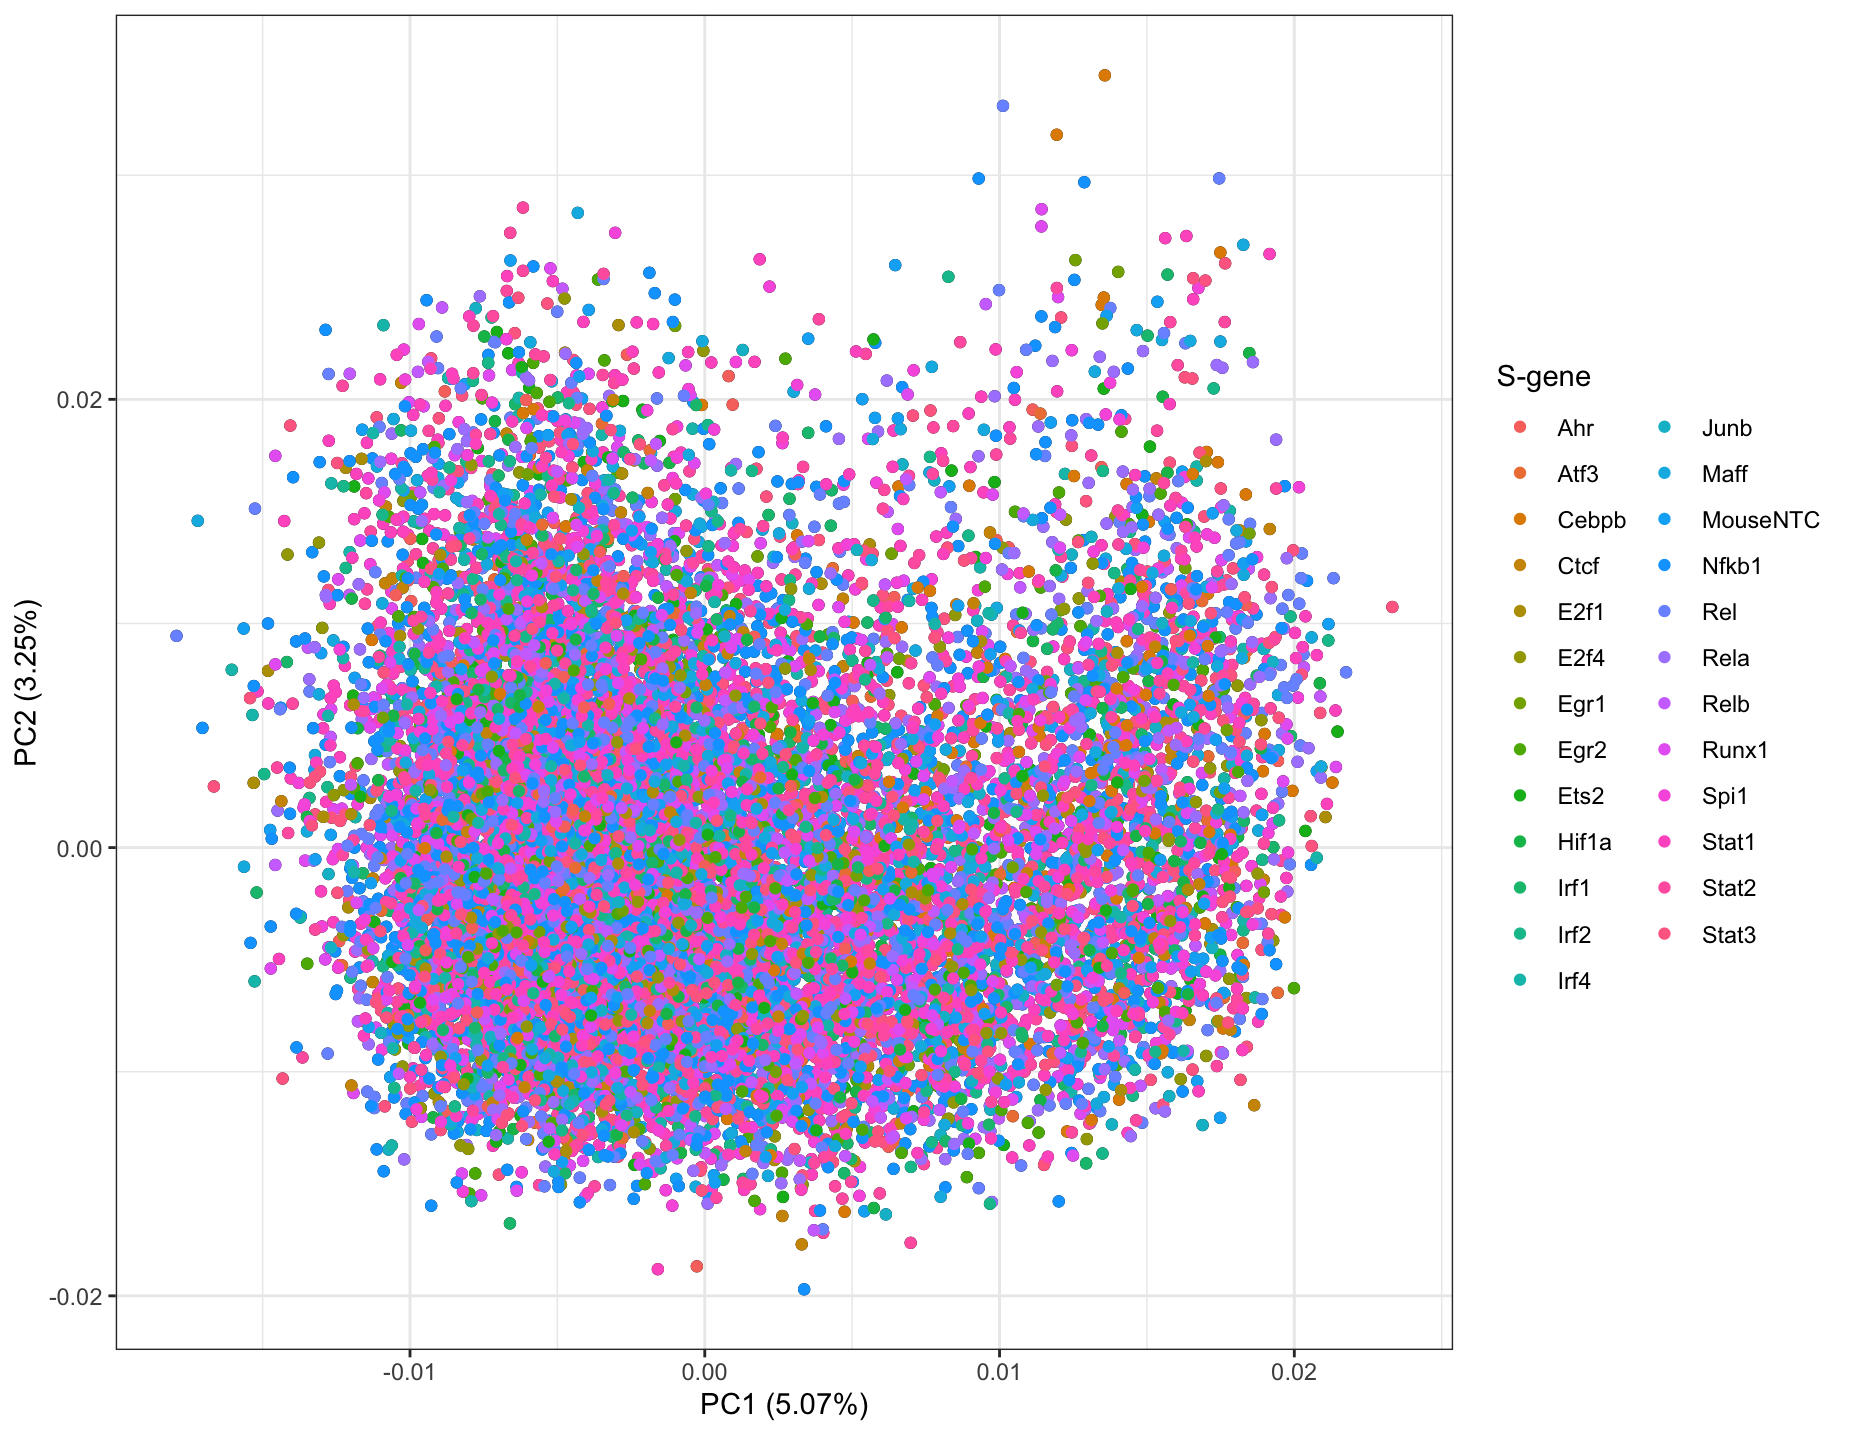 PC2 (3.25%)
0.02
0.00
-0.02
-0.01
0.00
0.01
0.02
PC1 (5.07%)
S-gene
Ahr
Atf3
Cebpb
Ctcf
E2f1
E2f4
Egr1
Egr2
Ets2
Hif1a
Irf1
Irf2
Irf4
Junb
Maff
MouseNTC
Nfkb1
Rel
Rela
Relb
Runx1
Spi1
Stat1
Stat2
Stat3